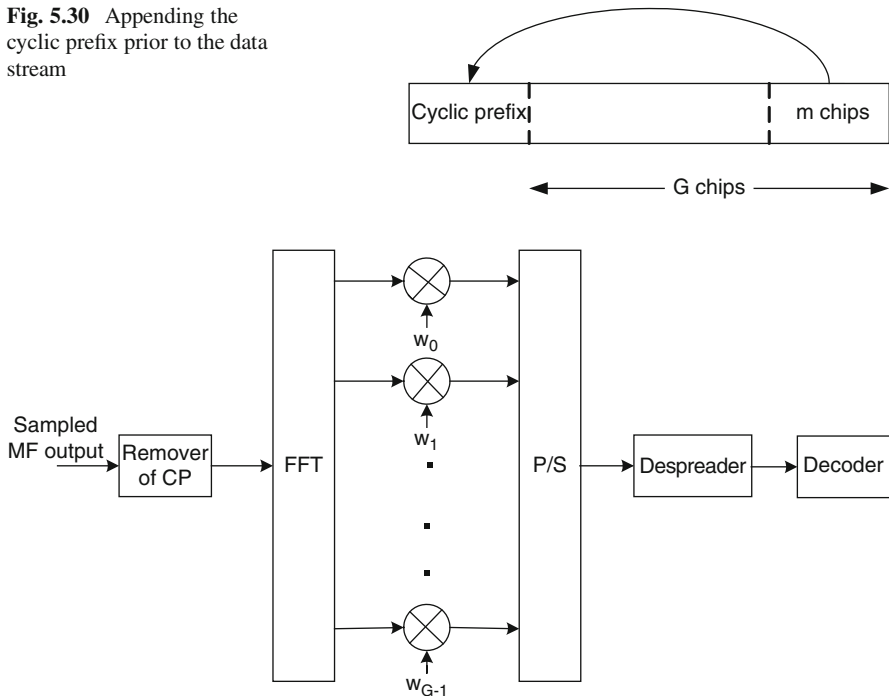 Fig. 5.30 Appending the
cyclic prefix prior to the data
stream
Cyclic prefix
m chips
G chips
w0
w1
Sampled
MF output
Remover
of CP
FFT
P/S
Despreader
Decoder
wG-1